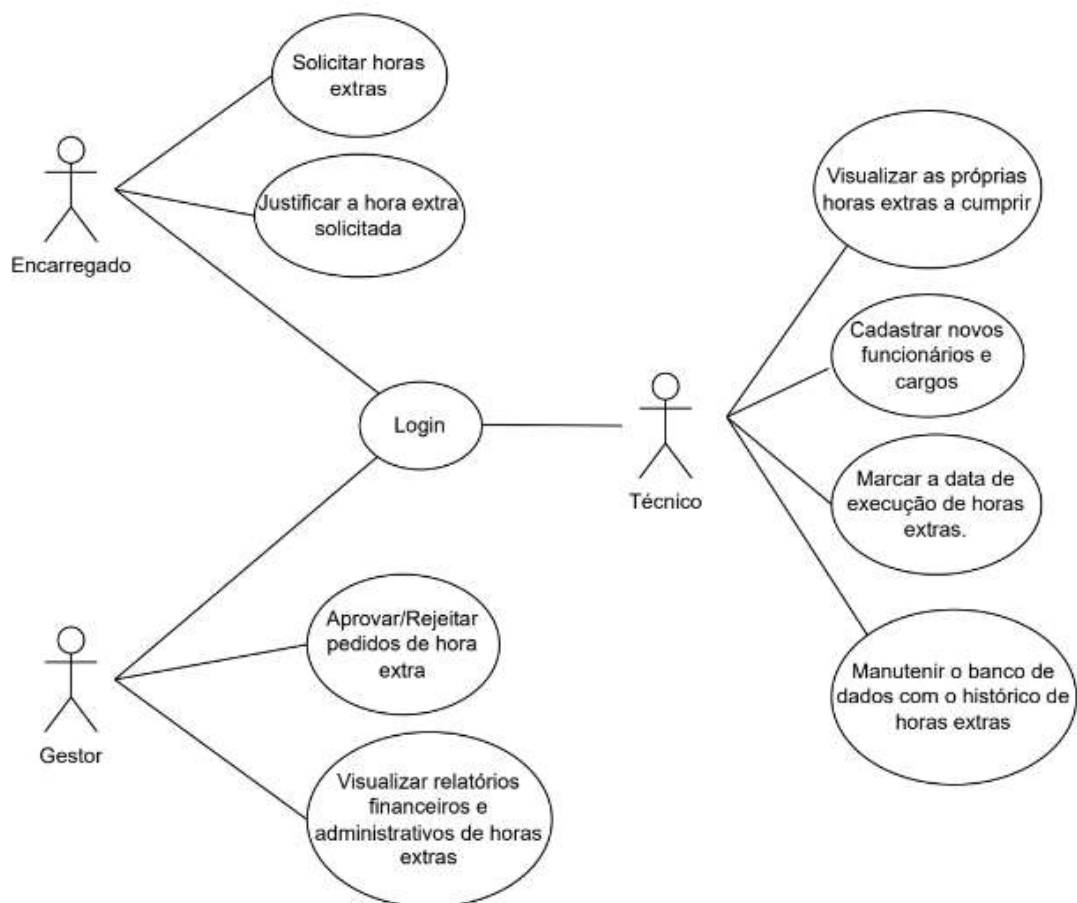 Solicitar horas
extras
Justificar a hora extra
solicitada
Encarregado
Login
Técnico
Visualizar as próprias
horas extras a cumprir
Cadastrar novos
funcionários e
cargos
Marcar a data de
execução de horas
extras.
Manutenir o banco de
dados com o histórico de
horas extras
Aprovar/Rejeitar
pedidos de hora
extra
Gestor
Visualizar relatórios
financeiros e
administrativos de horas
extras